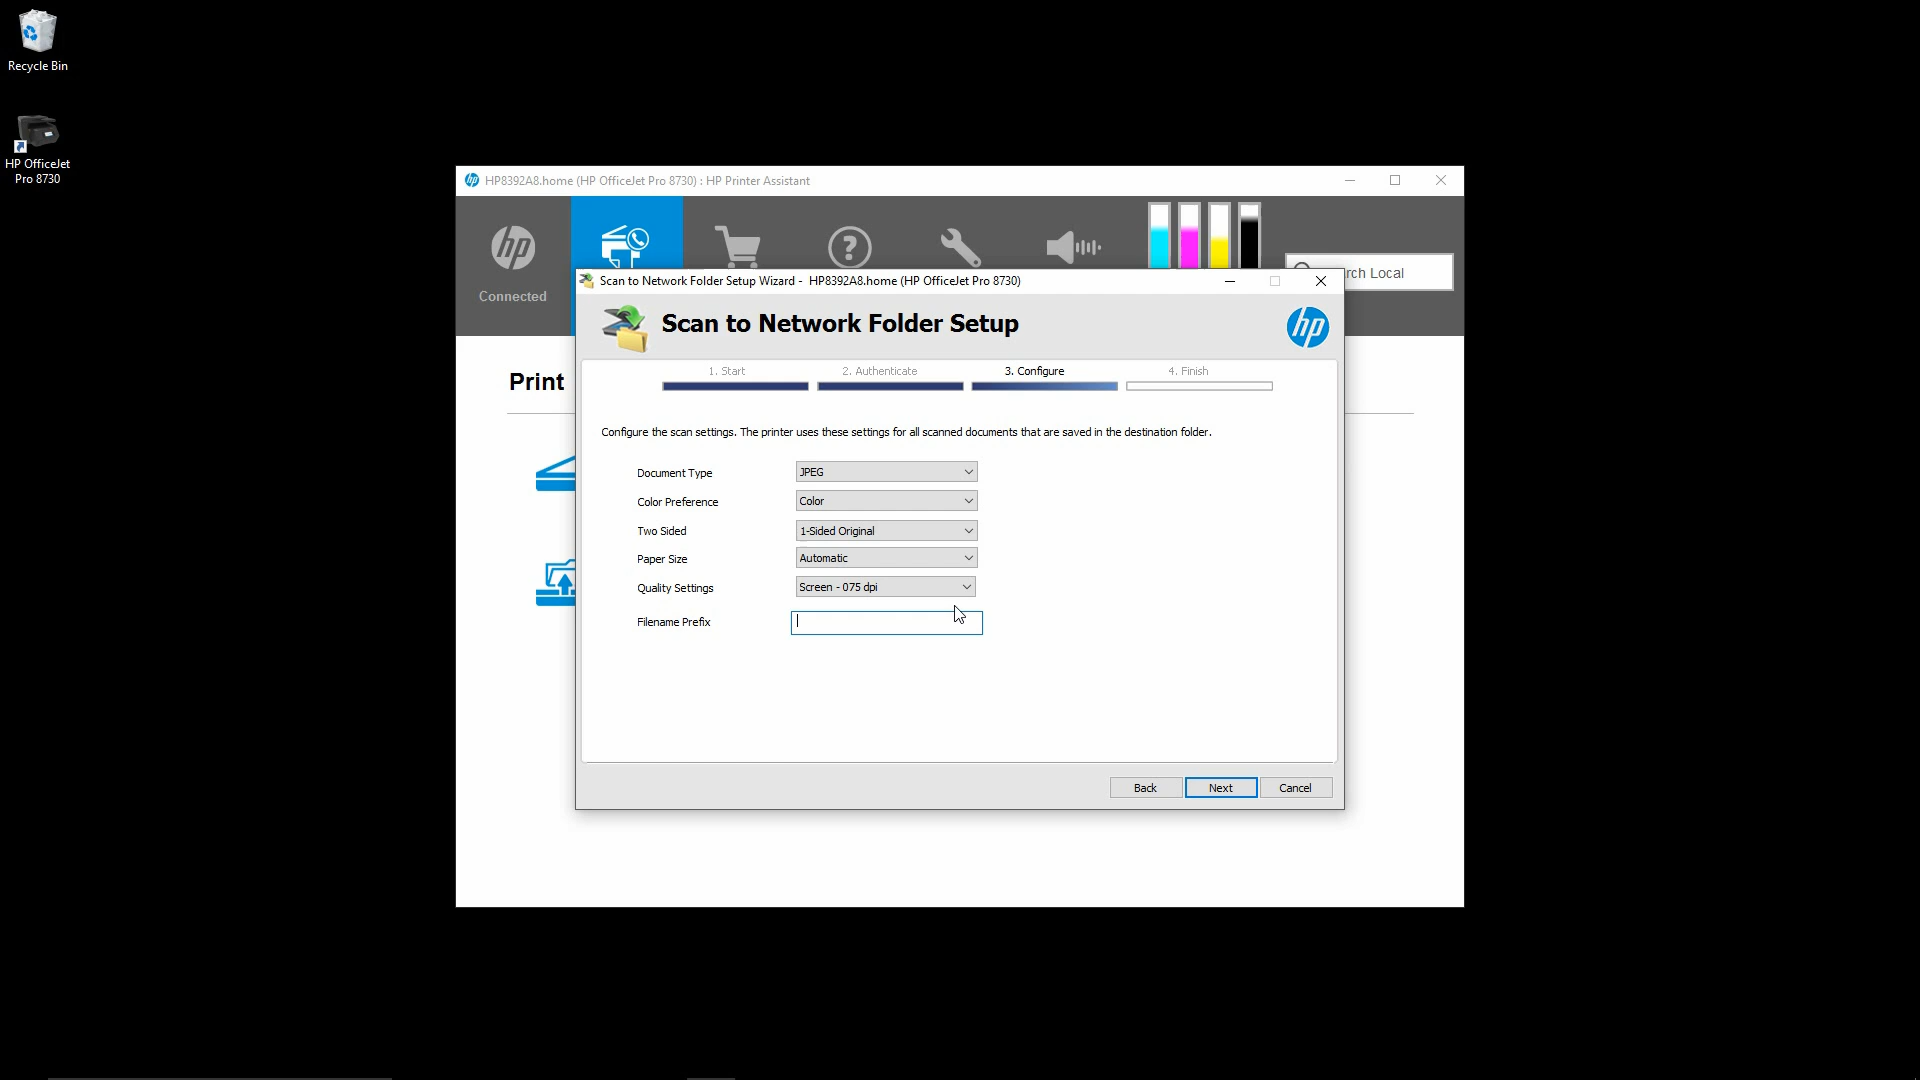 Recycle Bin
HP OfficeJet
Pro 8730
HP8392A8.home (HP OfficeJet Pro 8730) : HP Printer Assistant
hp
Connected
?
rch Local
Scan to Network Folder Setup Wizard - HP8392A8.home (HP OfficeJet Pro 8730)
Scan to Network Folder Setup
hp
Print
1. Start
2. Authenticate
3. Configure
4. Finish
Configure the scan settings. The printer uses these settings for all scanned documents that are saved in the destination folder.
Document Type JPEG
Color Preference Color
Two Sided 1-Sided Original
Paper Size Automatic
Quality Settings Screen - 075 dpi
Filename Prefix
Back Next Cancel